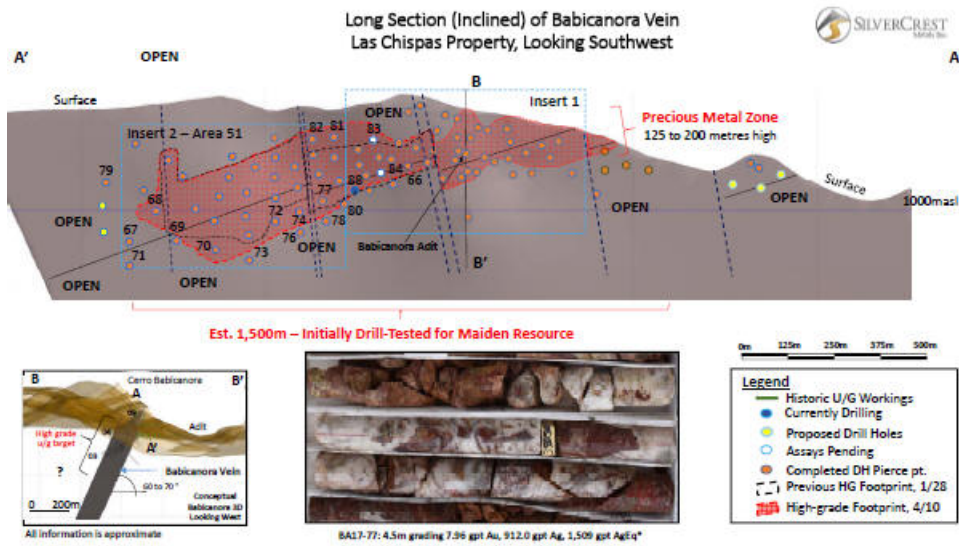 Long Section (Inclined) of Babicanora Vein
Las Chispas Property, Looking Southwest
SILVERCREST
Metals Inc.
A'
OPEN
A
B
Surface
OPEN
Insert 1
Precious Metal Zone
125 to 200 metres high
Insert 2 – Area 51
82
81
83
79
84
88
66
77
68
80
OPEN
72
74
78
67
69
76
OPEN
OPEN
Surface
1000masl
70
73
71
Babicanora Adit
OPEN
OPEN
B'
Est. 1,500m – Initially Drill-Tested for Maiden Resource
0m
125m
250m
375m
500m
B
B'
Cerro Babicanora
A
Adit
High grade
u/g target
A'
?
Babicanora Vein
60 to 70 °
0
200m
Conceptual
Babicanora 3D
Looking West
All information is approximate
BA17-77: 4.5m grading 7.96 gpt Au, 912.0 gpt Ag, 1,509 gpt AgEq*
Legend
Historic U/G Workings
Currently Drilling
Proposed Drill Holes
Assays Pending
Completed DH Pierce pt.
Previous HG Footprint, 1/28
High-grade Footprint, 4/10